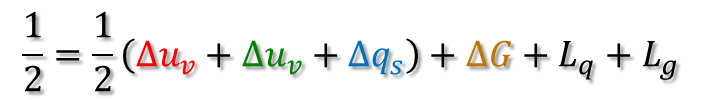 1/2 = 1/2 (Δu_v + Δu_v + Δq_s) + ΔG + L_q + L_g